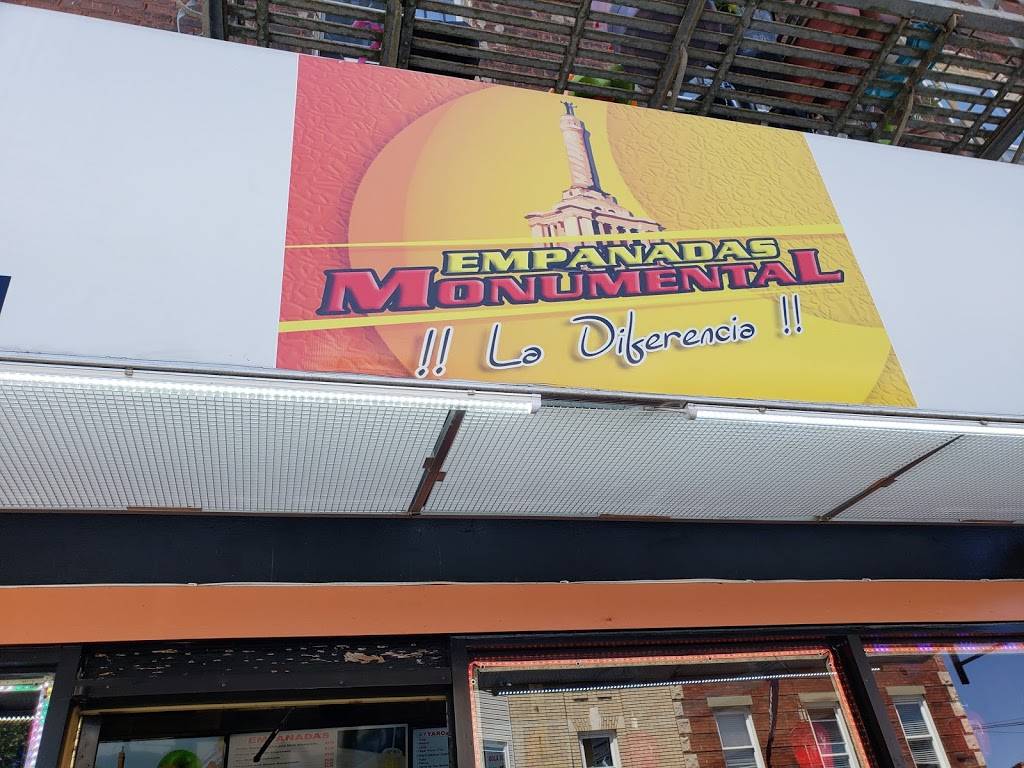 EMPANADAS
MONUMENTAL
!! La Diferencia !!
EMPANADAS